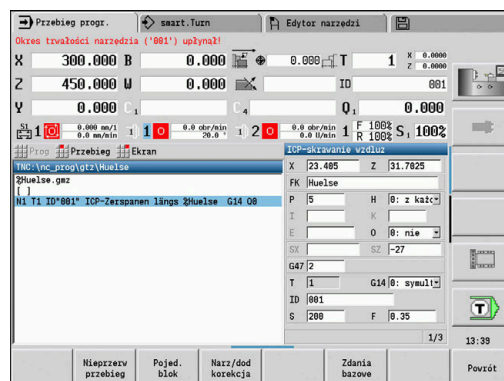 Przebieg progr. smart.Turn Edytor narzędzi
Okres trwałości narzędzia ('001') upłynął!
X 300.000 B 0.000 0.000 T 1 X 0.0000 Z 0.0000
Z 450.000 U 0.000 ID 001
Y 0.000 C1 C4 Q1 0.000
S1 1 0.000 mm/1 0.0 mm/min 1 1 0.0 obr/min 20.0 ° 1 2 0.0 obr/min 0.0 U/min 1 F 100% R 100% S1 100%
Prog Przebieg Ekran
TNC:\nc_prog\gtz\Huelse
%Huelse.gmz
[ ]
N1 T1 ID"001" ICP-Zerspanen längs %Huelse G14 Q0
ICP-skrawanie wzdluz
X 23.405 Z 31.7025
FK Huelse
P 5 H 0: z każd
I K
E O 0: nie
SX SZ -27
G47 2
T 1 G14 0: symult
ID 001
S 200 F 0.35
1/3
T
13:39
Nieprzerw przebieg
Pojed. blok
Narz/dod korekcja
Zdania bazowe
Powrót